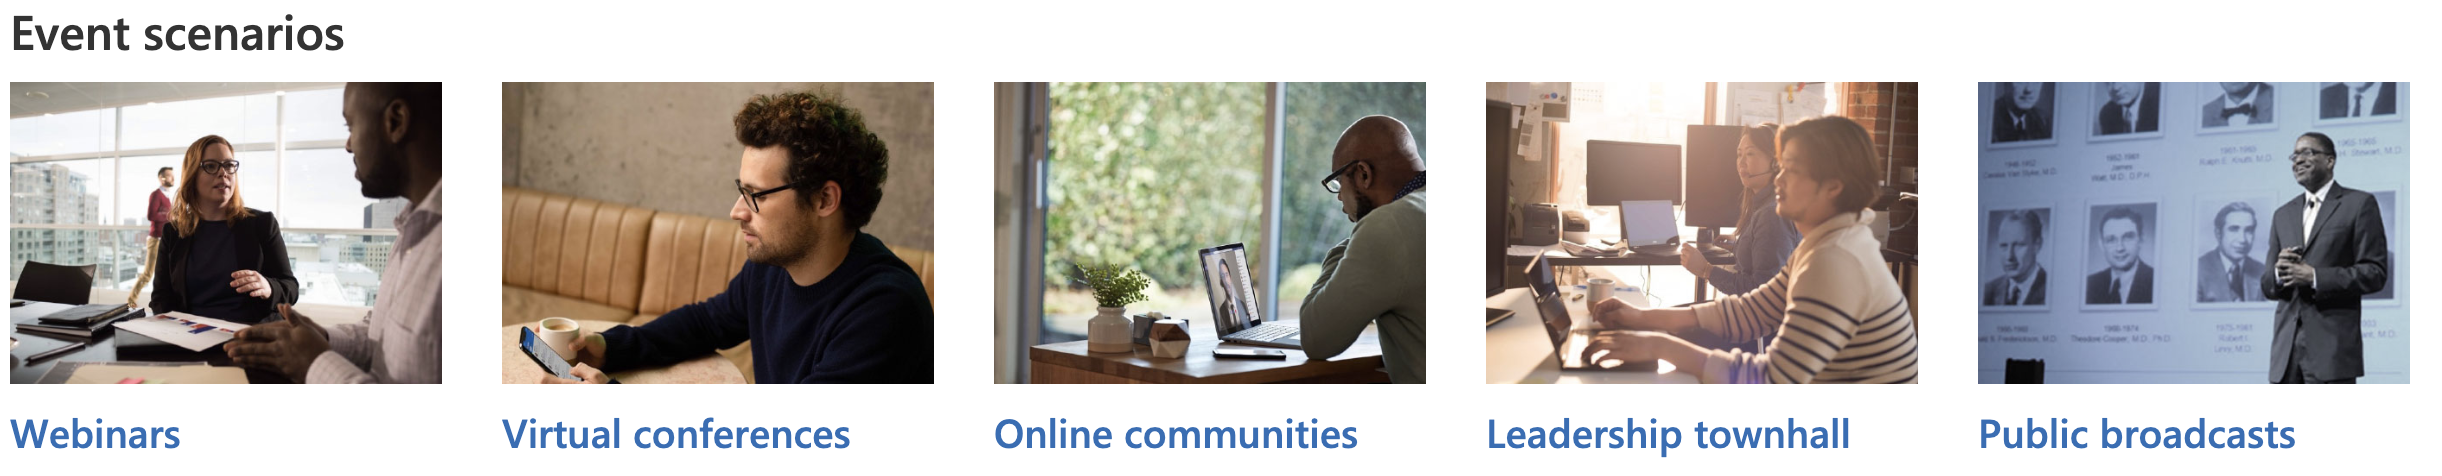 Event scenarios
Webinars
Virtual conferences
Online communities
Leadership townhall
Public broadcasts